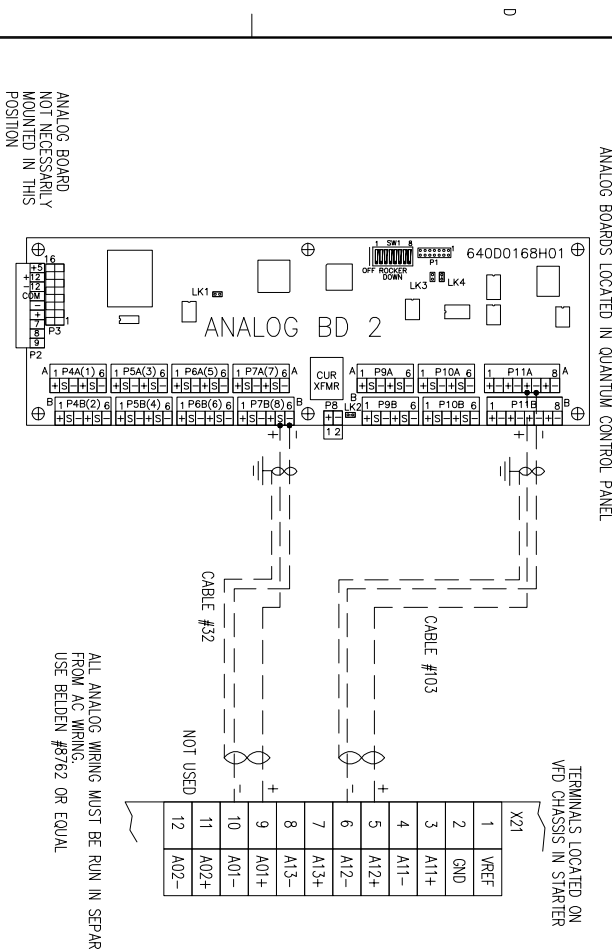 D
ANALOG BOARDS LOCATED IN QUANTUM CONTROL PANEL
ANALOG BOARD
NOT NECESSARILY
MOUNTED IN THIS
POSITION
640D0168H01
1 SW1 8
OFF ROCKER
DOWN
P1
1
LK3
LK4
LK1
ANALOG BD 2
16
+5
+ 12
- 12
COM
-
+
7
8
9
P2
P3
1
A 1 P4A(1) 6 1 P5A(3) 6 1 P6A(5) 6 1 P7A(7) 6 A
+S-+S- +S-+S- +S-+S- +S-+S-
CUR
XFMR
A 1 P9A 6 1 P10A 6 1 P11A 8 A
+S-+S- +S-+S- +-+-+-+-
B 1 P4B(2) 6 1 P5B(4) 6 1 P6B(6) 6 1 P7B(8) 6 B
+S-+S- +S-+S- +S-+S- +S-+S-
P8
+-
1 2
LK2
B 1 P9B 6 1 P10B 6 1 P11B 8 B
+S-+S- +S-+S- +-+-+-+-
+ -
+ -
CABLE #32
CABLE #103
ALL ANALOG WIRING MUST BE RUN IN SEPAR
FROM AC WIRING.
USE BELDEN #8762 OR EQUAL
NOT USED
- +
- +
TERMINALS LOCATED ON
VFD CHASSIS IN STARTER
X21
1 VREF
2 GND
3 A11+
4 A11-
5 A12+
6 A12-
7 A13+
8 A13-
9 A01+
10 A01-
11 A02+
12 A02-